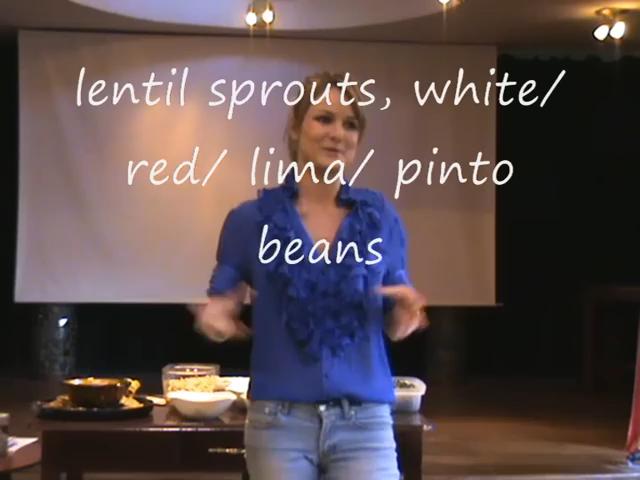 lentil sprouts, white/
red/ lima/ pinto
beans